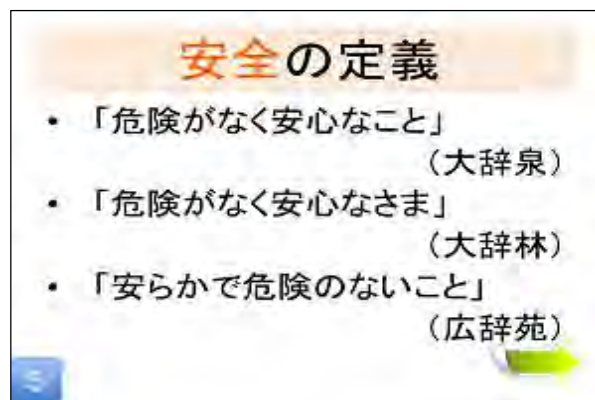 安全の定義
• 「危険がなく安心なこと」
（大辞泉）
• 「危険がなく安心なさま」
（大辞林）
• 「安らかで危険のないこと」
（広辞苑）